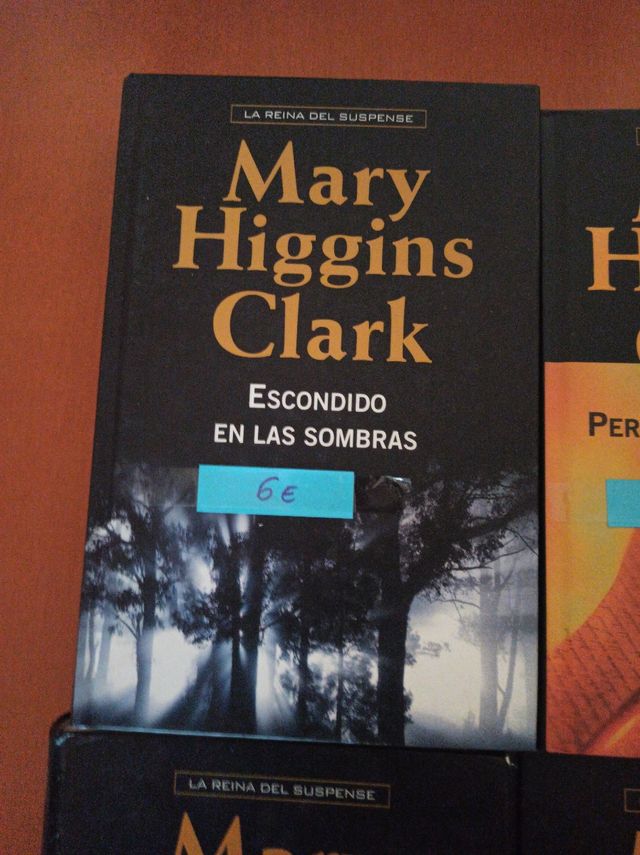 LA REINA DEL SUSPENSE
Mary
Higgins
Clark
ESCONDIDO
EN LAS SOMBRAS
6€
LA REINA DEL SUSPENSE